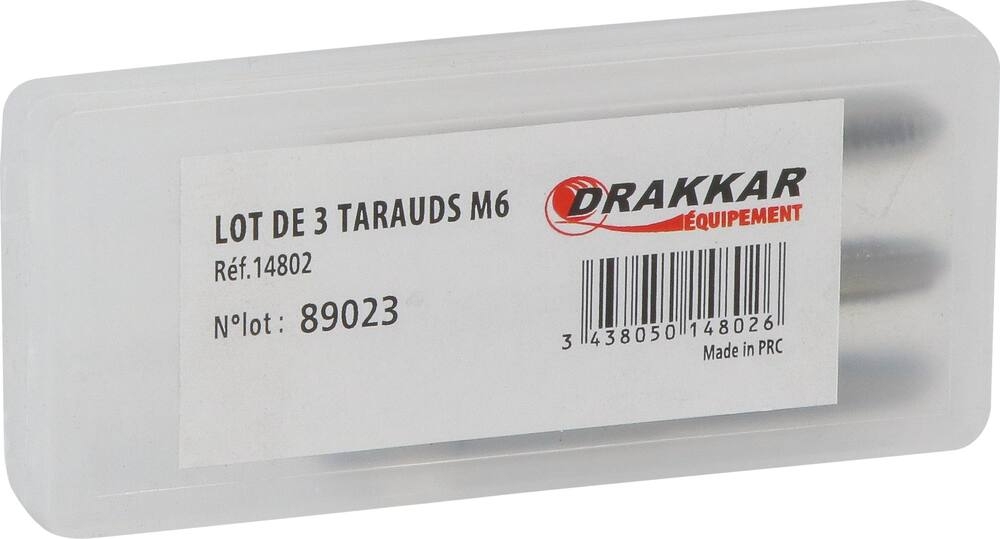 LOT DE 3 TARAUDS M6
Réf.14802
N°lot : 89023
DRAKKAR
ÉQUIPEMENT
3 438050 148026
Made in PRC